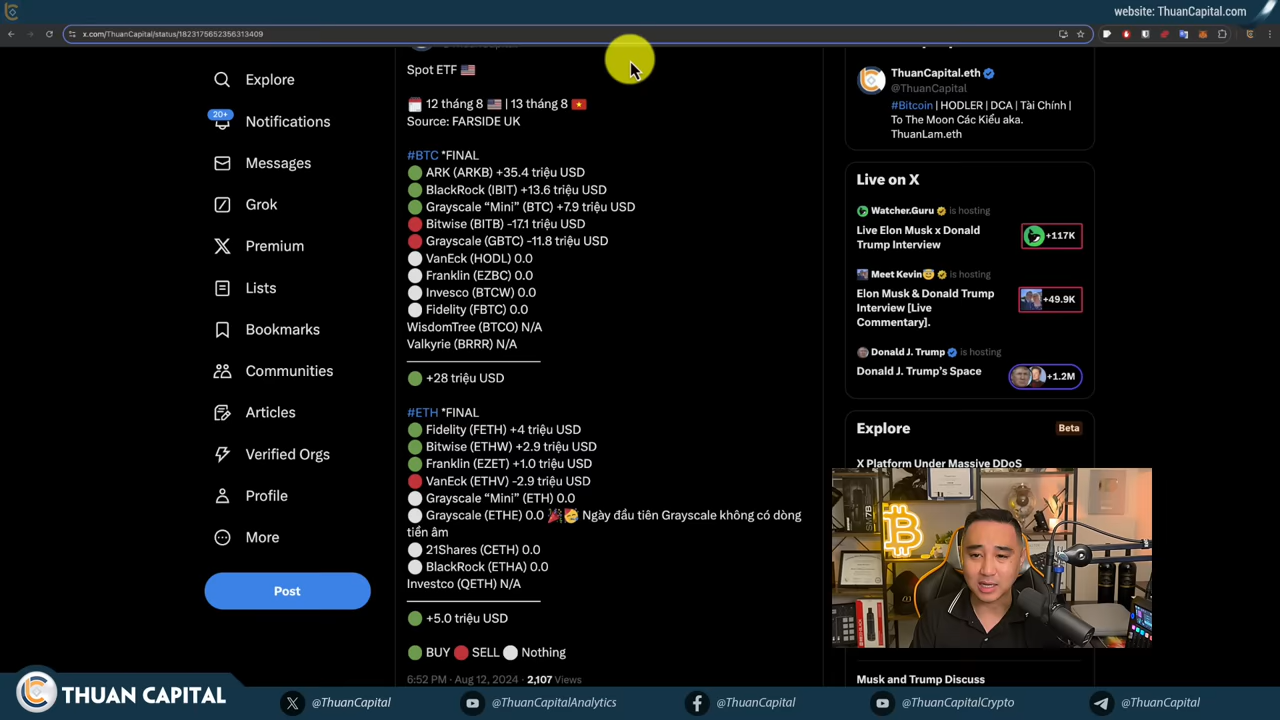 website: ThuanCapital.com
x.com/ThuanCapital/status/1823175652356313409
Explore
20+
Notifications
Messages
Grok
Premium
Lists
Bookmarks
Communities
Articles
Verified Orgs
Profile
More
Post
Spot ETF 🇺🇸
🗓️ 12 tháng 8 🇺🇸 | 13 tháng 8 🇻🇳
Source: FARSIDE UK
#BTC *FINAL
🟢 ARK (ARKB) +35.4 triệu USD
🟢 BlackRock (IBIT) +13.6 triệu USD
🟢 Grayscale “Mini” (BTC) +7.9 triệu USD
🔴 Bitwise (BITB) -17.1 triệu USD
🔴 Grayscale (GBTC) -11.8 triệu USD
⚪ VanEck (HODL) 0.0
⚪ Franklin (EZBC) 0.0
⚪ Invesco (BTCW) 0.0
⚪ Fidelity (FBTC) 0.0
WisdomTree (BTCO) N/A
Valkyrie (BRRR) N/A
🟢 +28 triệu USD
#ETH *FINAL
🟢 Fidelity (FETH) +4 triệu USD
🟢 Bitwise (ETHW) +2.9 triệu USD
🟢 Franklin (EZET) +1.0 triệu USD
🔴 VanEck (ETHV) -2.9 triệu USD
⚪ Grayscale “Mini” (ETH) 0.0
⚪ Grayscale (ETHE) 0.0 🎉🥳 Ngày đầu tiên Grayscale không có dòng
tiền âm
⚪ 21Shares (CETH) 0.0
⚪ BlackRock (ETHA) 0.0
Investco (QETH) N/A
🟢 +5.0 triệu USD
🟢 BUY 🔴 SELL ⚪ Nothing
6:52 PM · Aug 12, 2024 · 2,107 Views
ThuanCapital.eth
@ThuanCapital
#Bitcoin | HODLER | DCA | Tài Chính |
To The Moon Các Kiểu aka.
ThuanLam.eth
Live on X
Watcher.Guru is hosting
Live Elon Musk x Donald
Trump Interview
+117K
Meet Kevin is hosting
Elon Musk & Donald Trump
Interview [Live
Commentary].
+49.9K
Donald J. Trump is hosting
Donald J. Trump’s Space
+1.2M
Explore
Beta
X Platform Under Massive DDoS
SM7B
Musk and Trump Discuss
THUAN CAPITAL
@ThuanCapital
@ThuanCapitalAnalytics
@ThuanCapital
@ThuanCapitalCrypto
@ThuanCapital